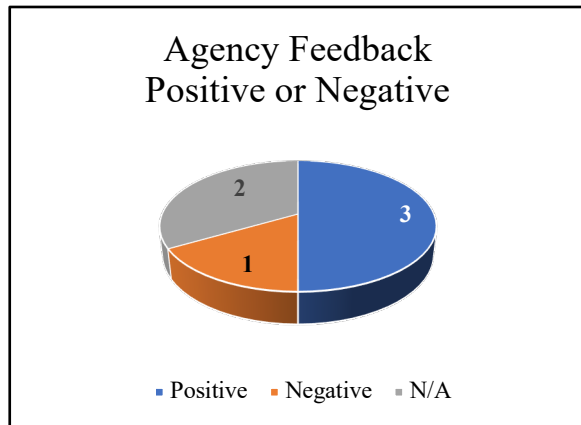 Agency Feedback
Positive or Negative
2
3
1
Positive Negative N/A